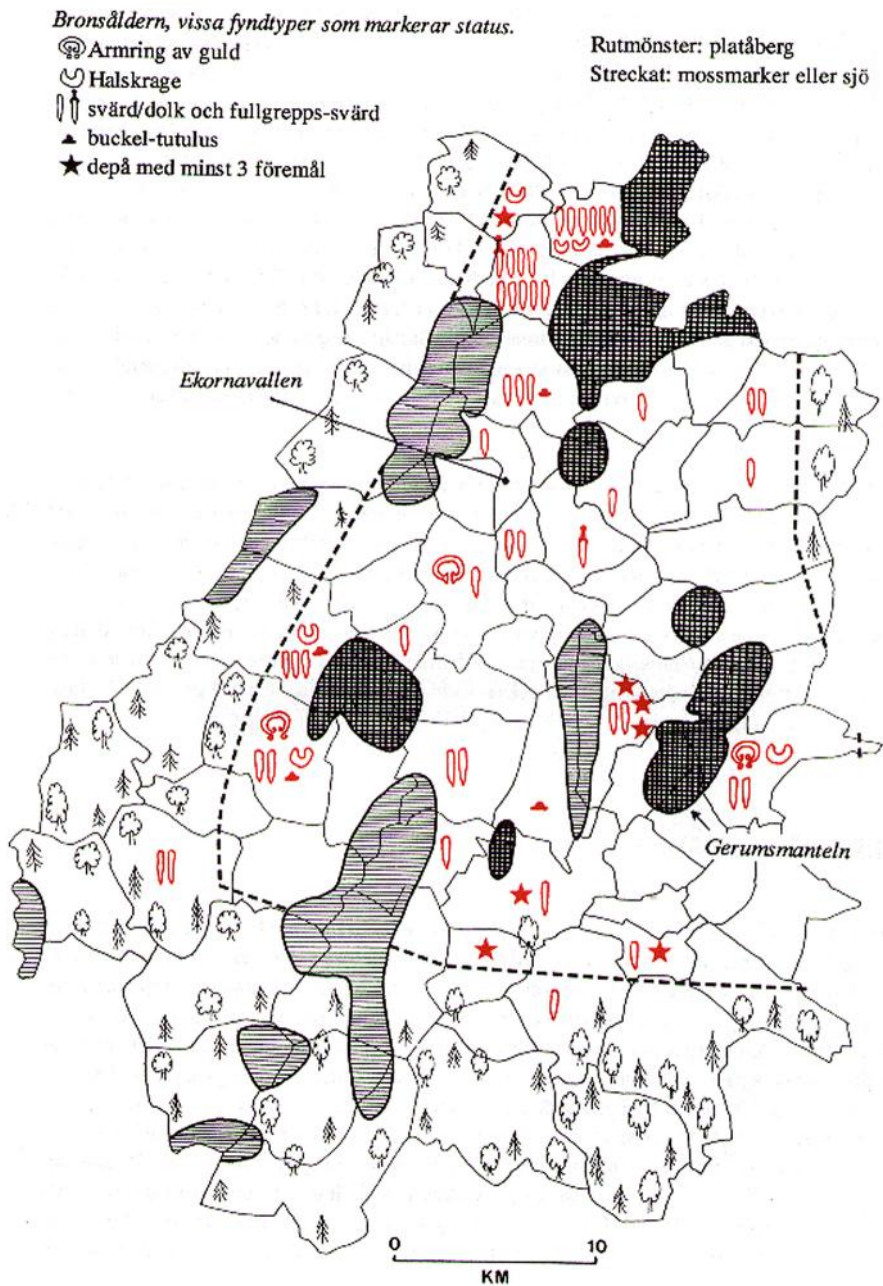 Bronsåldern, vissa fyndtyper som markerar status.
Armring av guld
Halskrage
svärd/dolk och fullgrepps-svärd
buckel-tutulus
depå med minst 3 föremål
Rutmönster: platåberg
Streckat: mossmarker eller sjö
Ekornavallen
Gerumsmanteln
0 10
KM